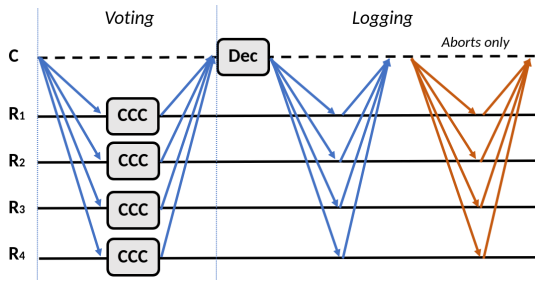 Voting
Logging
Aborts only
C
Dec
R1
CCC
R2
CCC
R3
CCC
R4
CCC